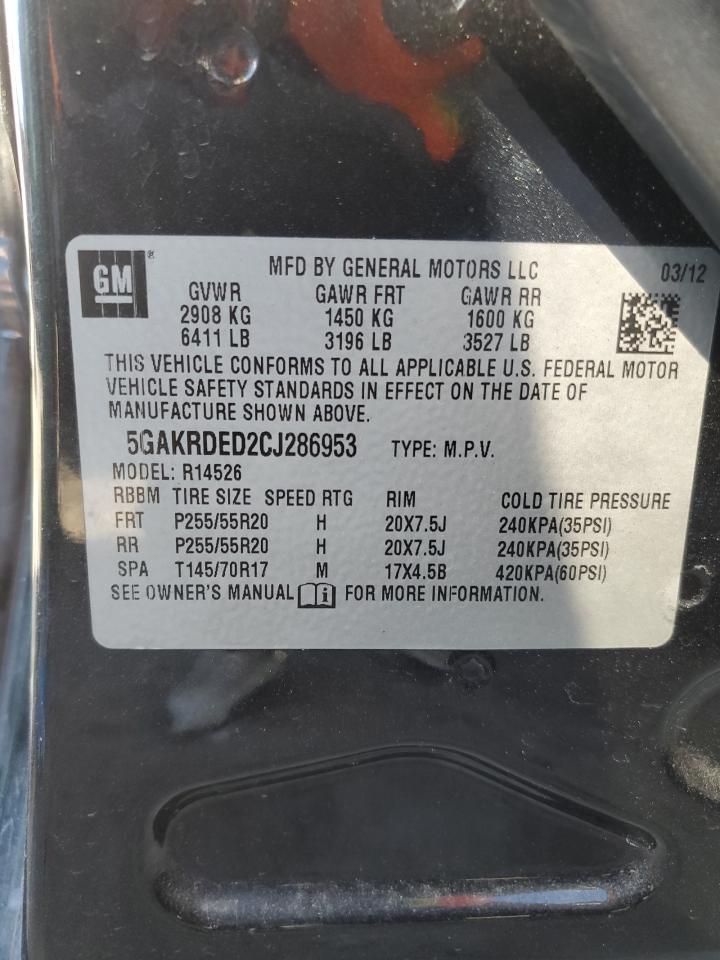 GM ®
MFD BY GENERAL MOTORS LLC 03/12
GVWR GAWR FRT GAWR RR
2908 KG 1450 KG 1600 KG
6411 LB 3196 LB 3527 LB
THIS VEHICLE CONFORMS TO ALL APPLICABLE U.S. FEDERAL MOTOR
VEHICLE SAFETY STANDARDS IN EFFECT ON THE DATE OF
MANUFACTURE SHOWN ABOVE.
5GAKRDED2CJ286953 TYPE: M.P.V.
MODEL: R14526
RBBM TIRE SIZE SPEED RTG RIM COLD TIRE PRESSURE
FRT P255/55R20 H 20X7.5J 240KPA(35PSI)
RR P255/55R20 H 20X7.5J 240KPA(35PSI)
SPA T145/70R17 M 17X4.5B 420KPA(60PSI)
SEE OWNER'S MANUAL i FOR MORE INFORMATION.